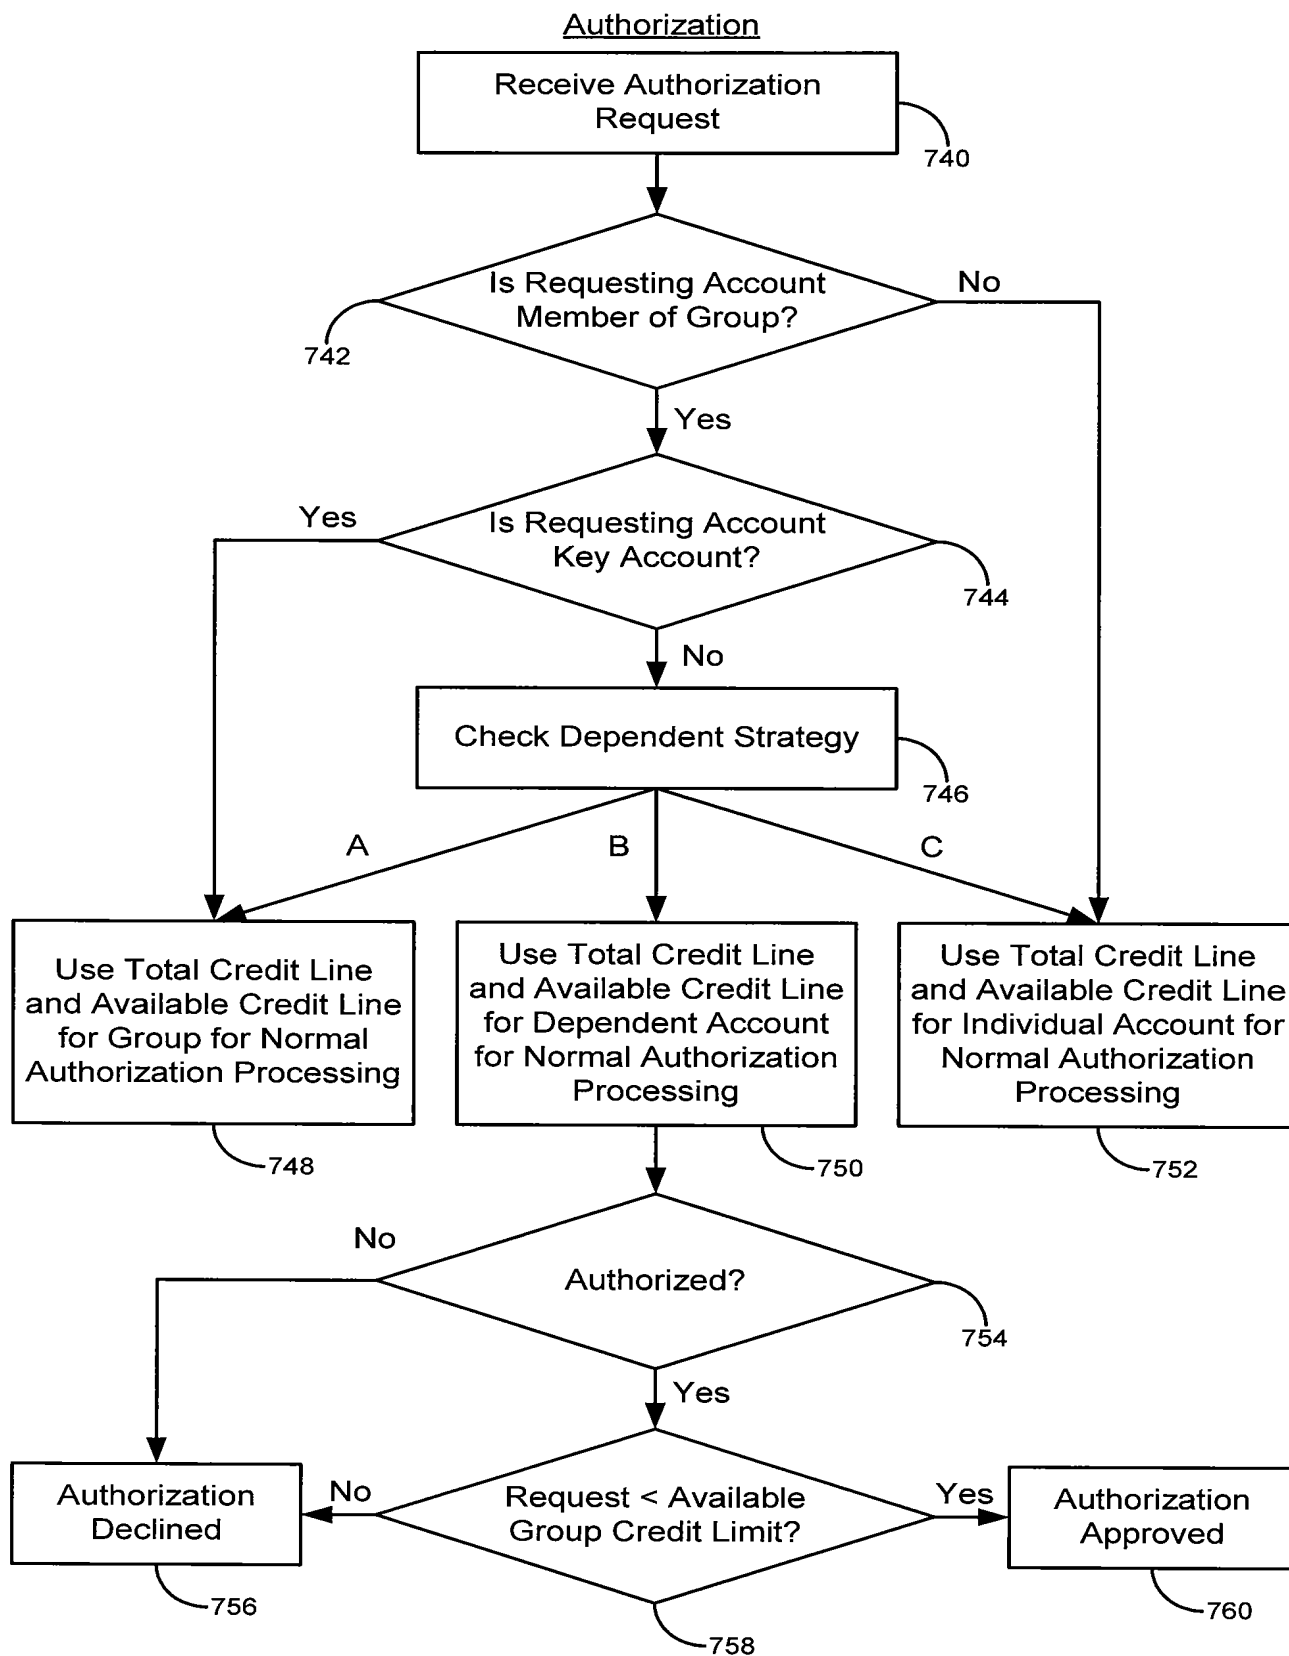 Authorization
Receive Authorization
Request
740
Is Requesting Account
Member of Group?
No
742
Yes
Yes
Is Requesting Account
Key Account?
744
No
Check Dependent Strategy
746
A
B
C
Use Total Credit Line
and Available Credit Line
for Group for Normal
Authorization Processing
748
Use Total Credit Line
and Available Credit Line
for Dependent Account
for Normal Authorization
Processing
750
Use Total Credit Line
and Available Credit Line
for Individual Account for
Normal Authorization
Processing
752
No
Authorized?
754
Yes
Authorization
Declined
756
No
Request < Available
Group Credit Limit?
758
Yes
Authorization
Approved
760